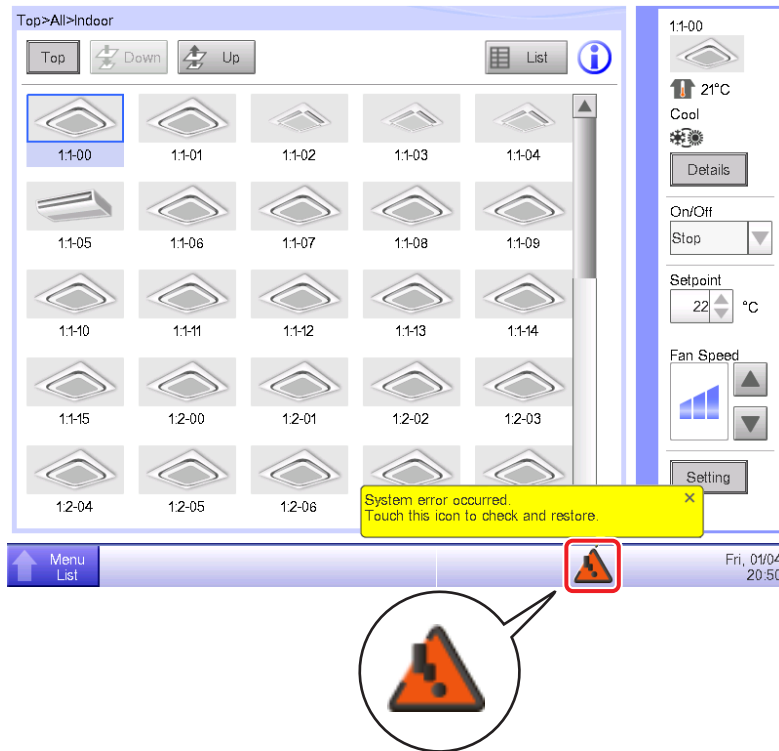 Top>All>Indoor
Top
Down
Up
List
1:1-00
1:1-01
1:1-02
1:1-03
1:1-04
1:1-05
1:1-06
1:1-07
1:1-08
1:1-09
1:1-10
1:1-11
1:1-12
1:1-13
1:1-14
1:1-15
1:2-00
1:2-01
1:2-02
1:2-03
1:2-04
1:2-05
1:2-06
System error occurred.
Touch this icon to check and restore.
1:1-00
21°C
Cool
Details
On/Off
Stop
Setpoint
22 °C
Fan Speed
Setting
Menu
List
Fri, 01/04
20:50